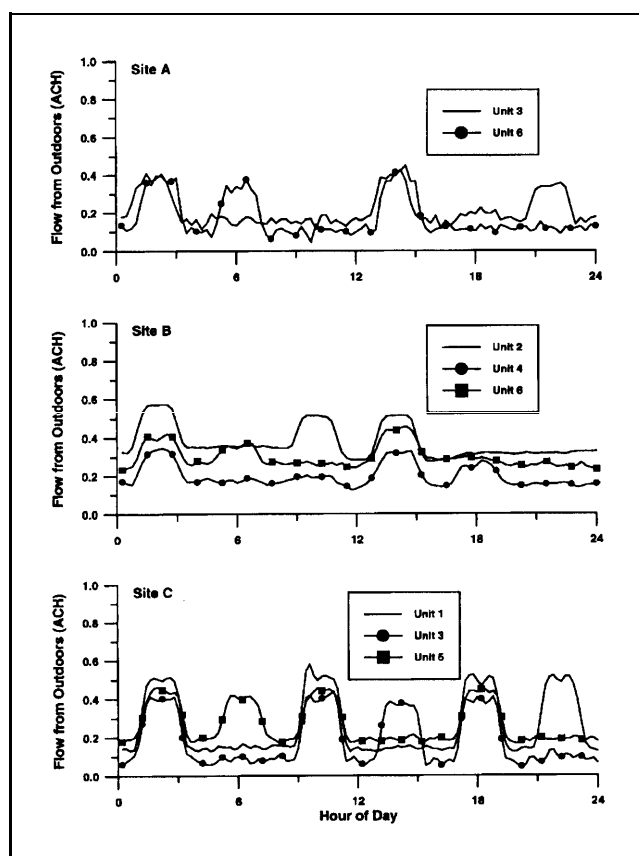 Site A
Flow from Outdoors (ACH)
1.0
0.8
0.6
0.4
0.2
0.0
Unit 3
Unit 6
0 6 12 18 24
Site B
Flow from Outdoors (ACH)
1.0
0.8
0.6
0.4
0.2
0.0
Unit 2
Unit 4
Unit 6
0 6 12 18 24
Site C
Flow from Outdoors (ACH)
1.0
0.8
0.6
0.4
0.2
0.0
Unit 1
Unit 3
Unit 5
0 6 12 18 24
Hour of Day